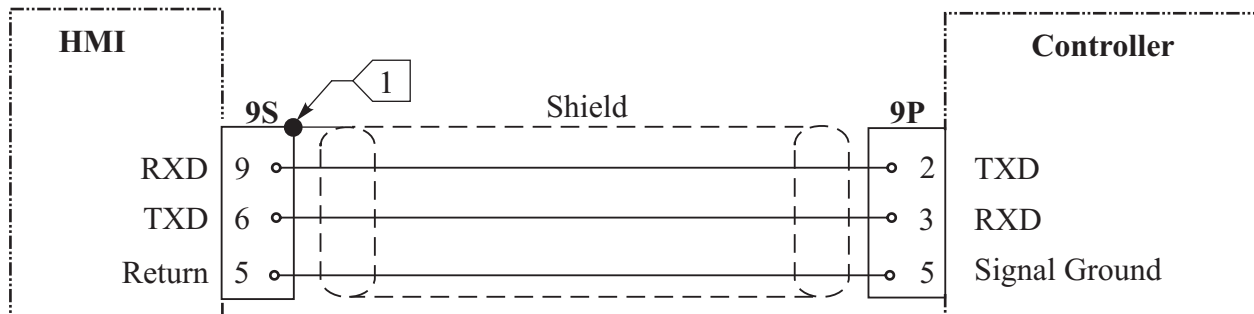 HMI
Controller
1
Shield
9S
9P
RXD 9 2 TXD
TXD 6 3 RXD
Return 5 5 Signal Ground